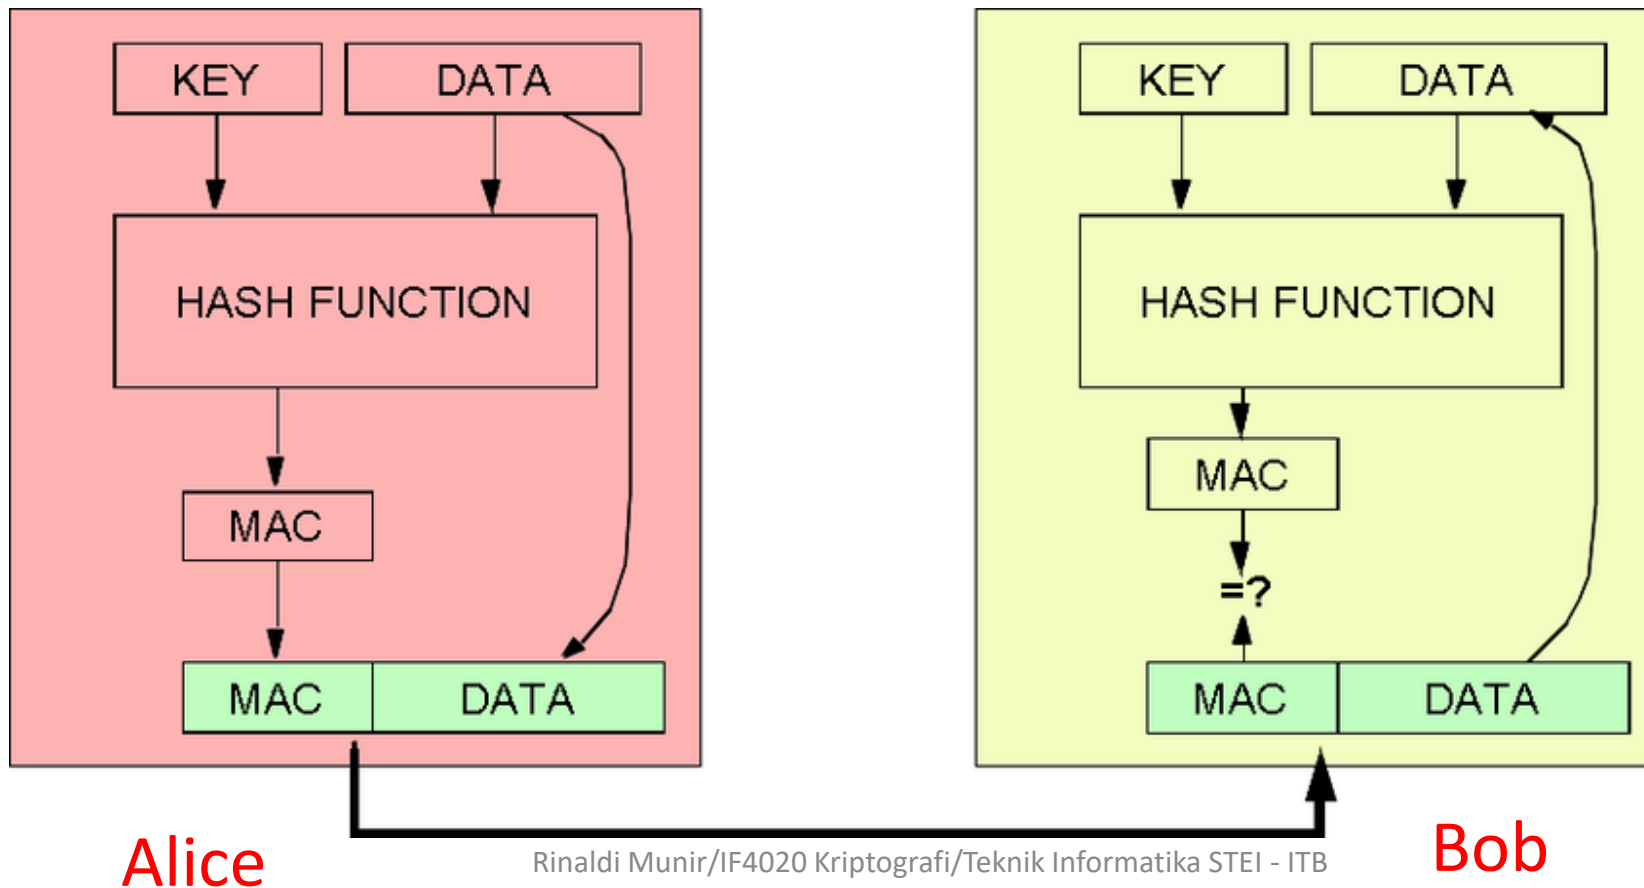 KEY DATA
HASH FUNCTION
MAC
MAC DATA
Alice
KEY DATA
HASH FUNCTION
MAC
=?
MAC DATA
Bob
Rinaldi Munir/IF4020 Kriptografi/Teknik Informatika STEI - ITB